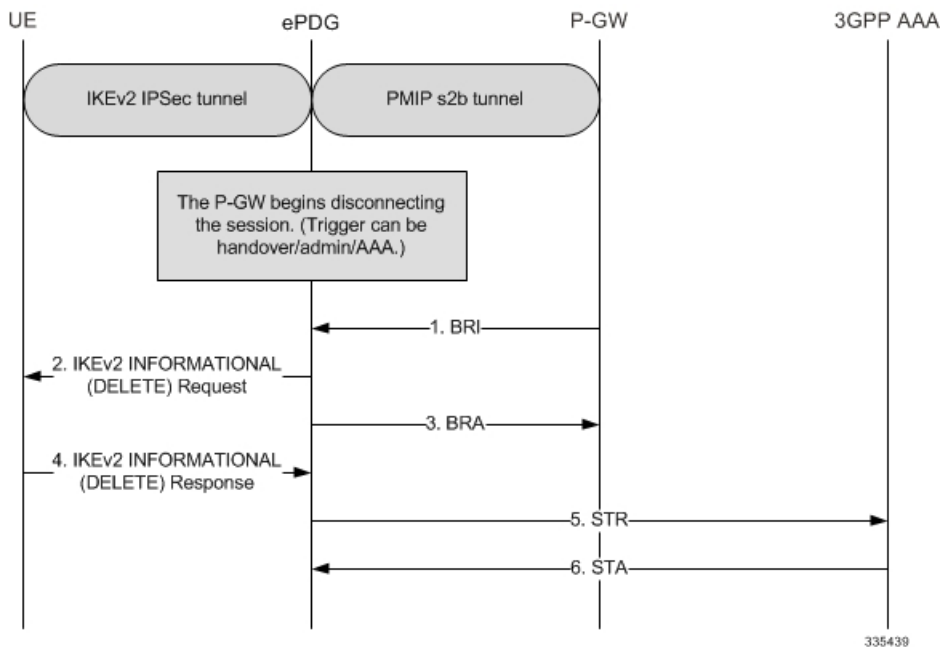 UE
ePDG
P-GW
3GPP AAA
IKEv2 IPSec tunnel
PMIP s2b tunnel
The P-GW begins disconnecting
the session. (Trigger can be
handover/admin/AAA.)
1. BRI
2. IKEv2 INFORMATIONAL
(DELETE) Request
3. BRA
4. IKEv2 INFORMATIONAL
(DELETE) Response
5. STR
6. STA
335439